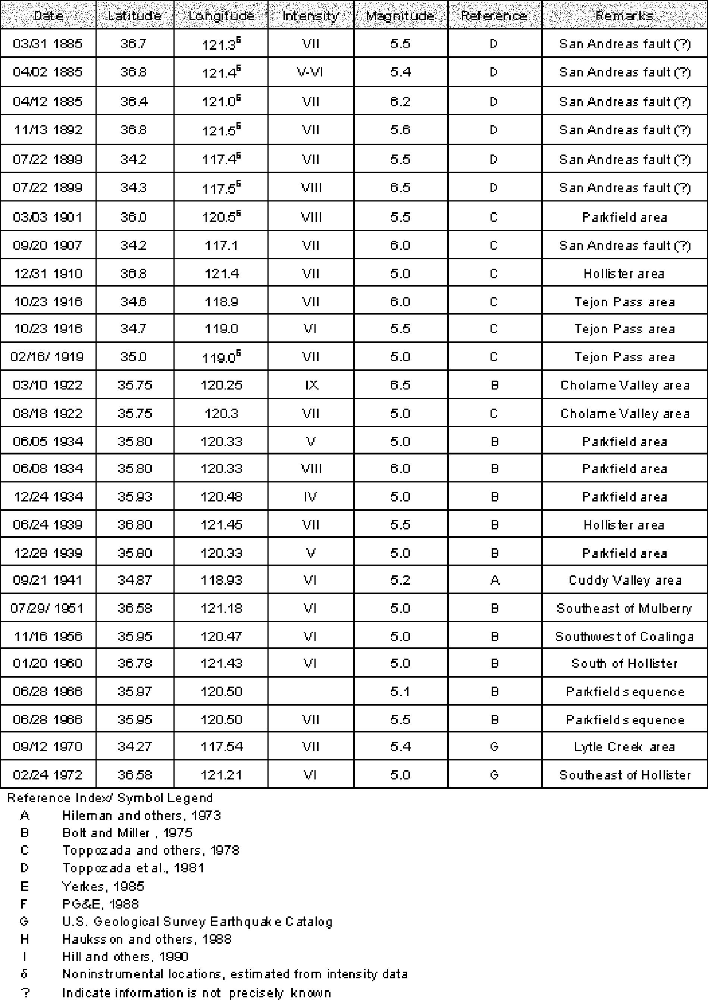 Date Latitude Longitude Intensity Magnitude Reference Remarks
03/31 1885 36.7 121.3δ VII 5.5 D San Andreas fault (?)
04/02 1885 36.8 121.4δ V-VI 5.4 D San Andreas fault (?)
04/12 1885 36.4 121.0δ VII 6.2 D San Andreas fault (?)
11/13 1892 36.8 121.5δ VII 5.6 D San Andreas fault (?)
07/22 1899 34.2 117.4δ VII 5.5 D San Andreas fault (?)
07/22 1899 34.3 117.5δ VIII 6.5 D San Andreas fault (?)
03/03 1901 36.0 120.5δ VIII 5.5 C Parkfield area
09/20 1907 34.2 117.1 VII 6.0 C San Andreas fault (?)
12/31 1910 36.8 121.4 VII 5.0 C Hollister area
10/23 1916 34.6 118.9 VII 6.0 C Tejon Pass area
10/23 1916 34.7 119.0 VI 5.5 C Tejon Pass area
02/16/ 1919 35.0 119.0δ VII 5.0 C Tejon Pass area
03/10 1922 35.75 120.25 IX 6.5 B Cholame Valley area
08/18 1922 35.75 120.3 VII 5.0 C Cholame Valley area
06/05 1934 35.80 120.33 V 5.0 B Parkfield area
06/08 1934 35.80 120.33 VIII 6.0 B Parkfield area
12/24 1934 35.93 120.48 IV 5.0 B Parkfield area
06/24 1939 36.80 121.45 VII 5.5 B Hollister area
12/28 1939 35.80 120.33 V 5.0 B Parkfield area
09/21 1941 34.87 118.93 VI 5.2 A Cuddy Valley area
07/29/ 1951 36.58 121.18 VI 5.0 B Southeast of Mulberry
11/16 1956 35.95 120.47 VI 5.0 B Southwest of Coalinga
01/20 1960 36.78 121.43 VI 5.0 B South of Hollister
06/28 1966 35.97 120.50 5.1 B Parkfield sequence
06/28 1966 35.95 120.50 VII 5.5 B Parkfield sequence
09/12 1970 34.27 117.54 VII 5.4 G Lytle Creek area
02/24 1972 36.58 121.21 VI 5.0 G Southeast of Hollister
Reference Index/ Symbol Legend
A Hileman and others, 1973
B Bolt and Miller , 1975
C Toppozada and others, 1978
D Toppozada et al., 1981
E Yerkes, 1985
F PG&E, 1988
G U.S. Geological Survey Earthquake Catalog
H Hauksson and others, 1988
I Hill and others, 1990
δ Noninstrumental locations, estimated from intensity data
? Indicate information is not precisely known